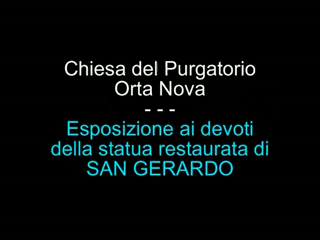 Chiesa del Purgatorio
Orta Nova
- - -
Esposizione ai devoti
della statua restaurata di
SAN GERARDO